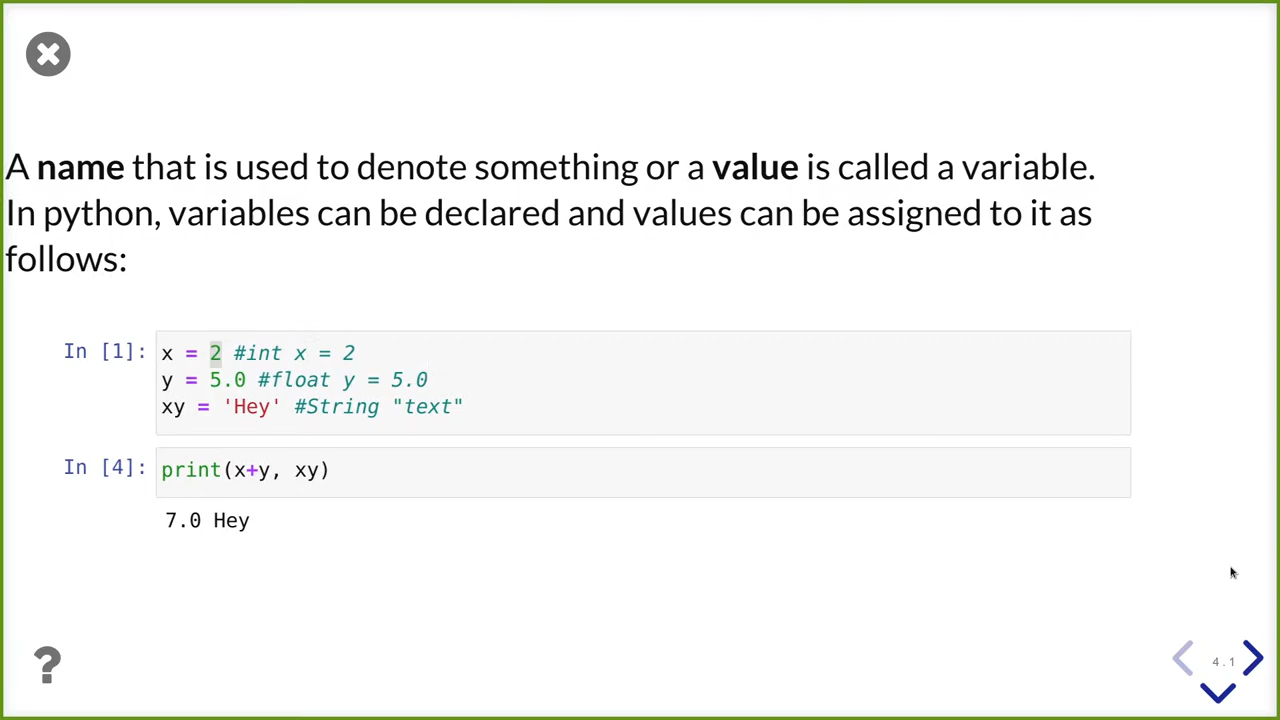 A name that is used to denote something or a value is called a variable.
In python, variables can be declared and values can be assigned to it as
follows:
In [1]: x = 2 #int x = 2
y = 5.0 #float y = 5.0
xy = 'Hey' #String "text"
In [4]: print(x+y, xy)
7.0 Hey
?
4.1